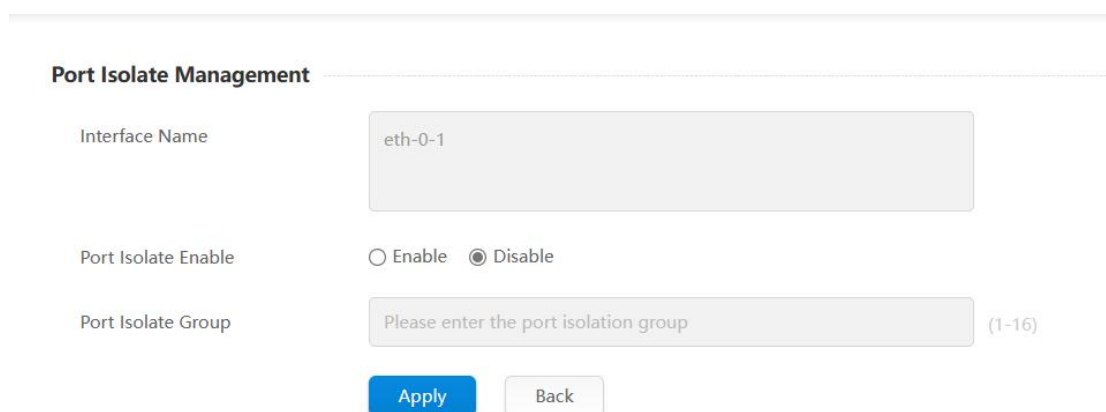 Port Isolate Management
Interface Name
eth-0-1
Port Isolate Enable
Enable Disable
Port Isolate Group
Please enter the port isolation group
(1-16)
Apply Back